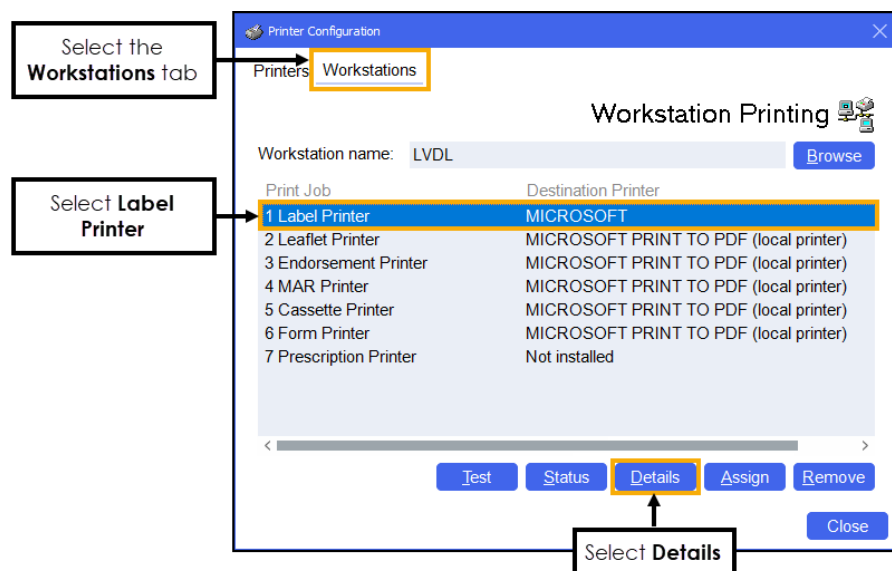 Select the
Workstations tab
Printer Configuration
Printers Workstations
Workstation Printing
Workstation name: LVDL Browse
Select Label
Printer
Print Job Destination Printer
1 Label Printer MICROSOFT
2 Leaflet Printer MICROSOFT PRINT TO PDF (local printer)
3 Endorsement Printer MICROSOFT PRINT TO PDF (local printer)
4 MAR Printer MICROSOFT PRINT TO PDF (local printer)
5 Cassette Printer MICROSOFT PRINT TO PDF (local printer)
6 Form Printer MICROSOFT PRINT TO PDF (local printer)
7 Prescription Printer Not installed
Test Status Details Assign Remove
Close
Select Details